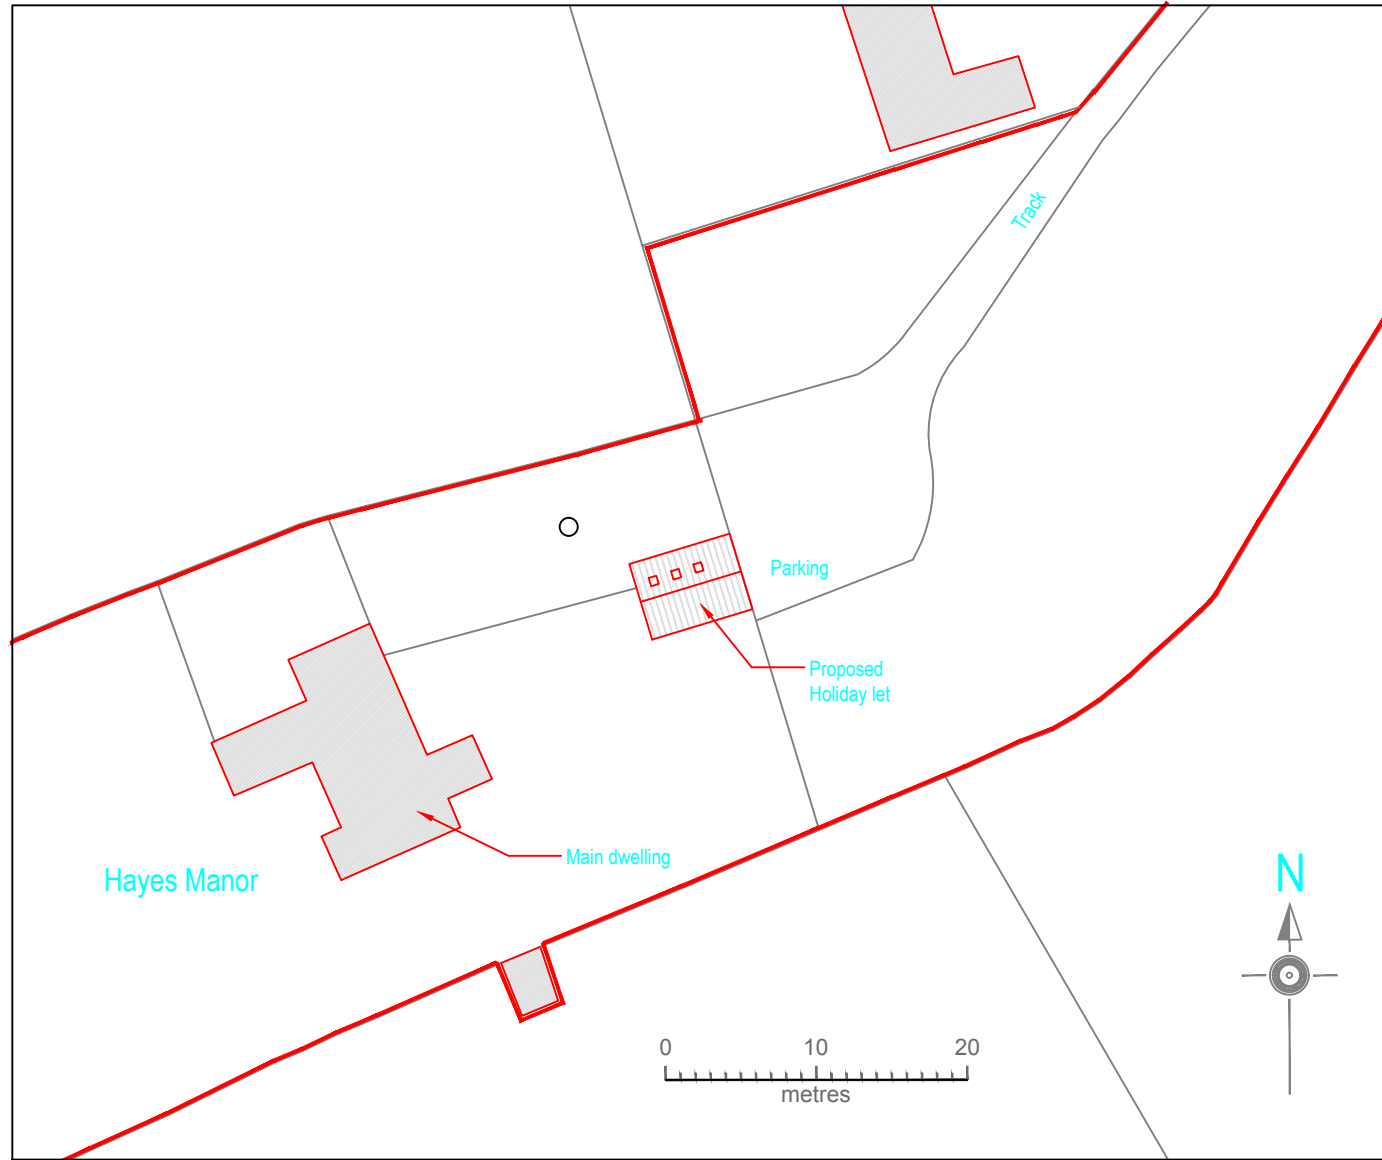 Track
Parking
Proposed
Holiday let
Main dwelling
Hayes Manor
N
0 10 20
metres